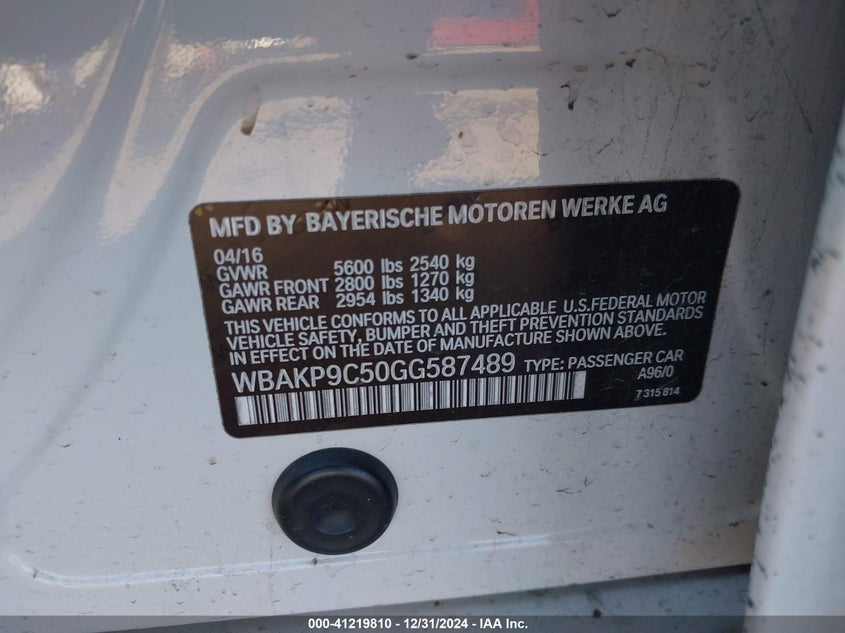 MFD BY BAYERISCHE MOTOREN WERKE AG
04/16
GVWR 5600 lbs 2540 kg
GAWR FRONT 2800 lbs 1270 kg
GAWR REAR 2954 lbs 1340 kg
THIS VEHICLE CONFORMS TO ALL APPLICABLE U.S.FEDERAL MOTOR
VEHICLE SAFETY, BUMPER AND THEFT PREVENTION STANDARDS
IN EFFECT ON THE DATE OF MANUFACTURE SHOWN ABOVE.
WBAKP9C50GG587489 TYPE: PASSENGER CAR
A96/0
7 315 814
000-41219810 - 12/31/2024 - IAA Inc.